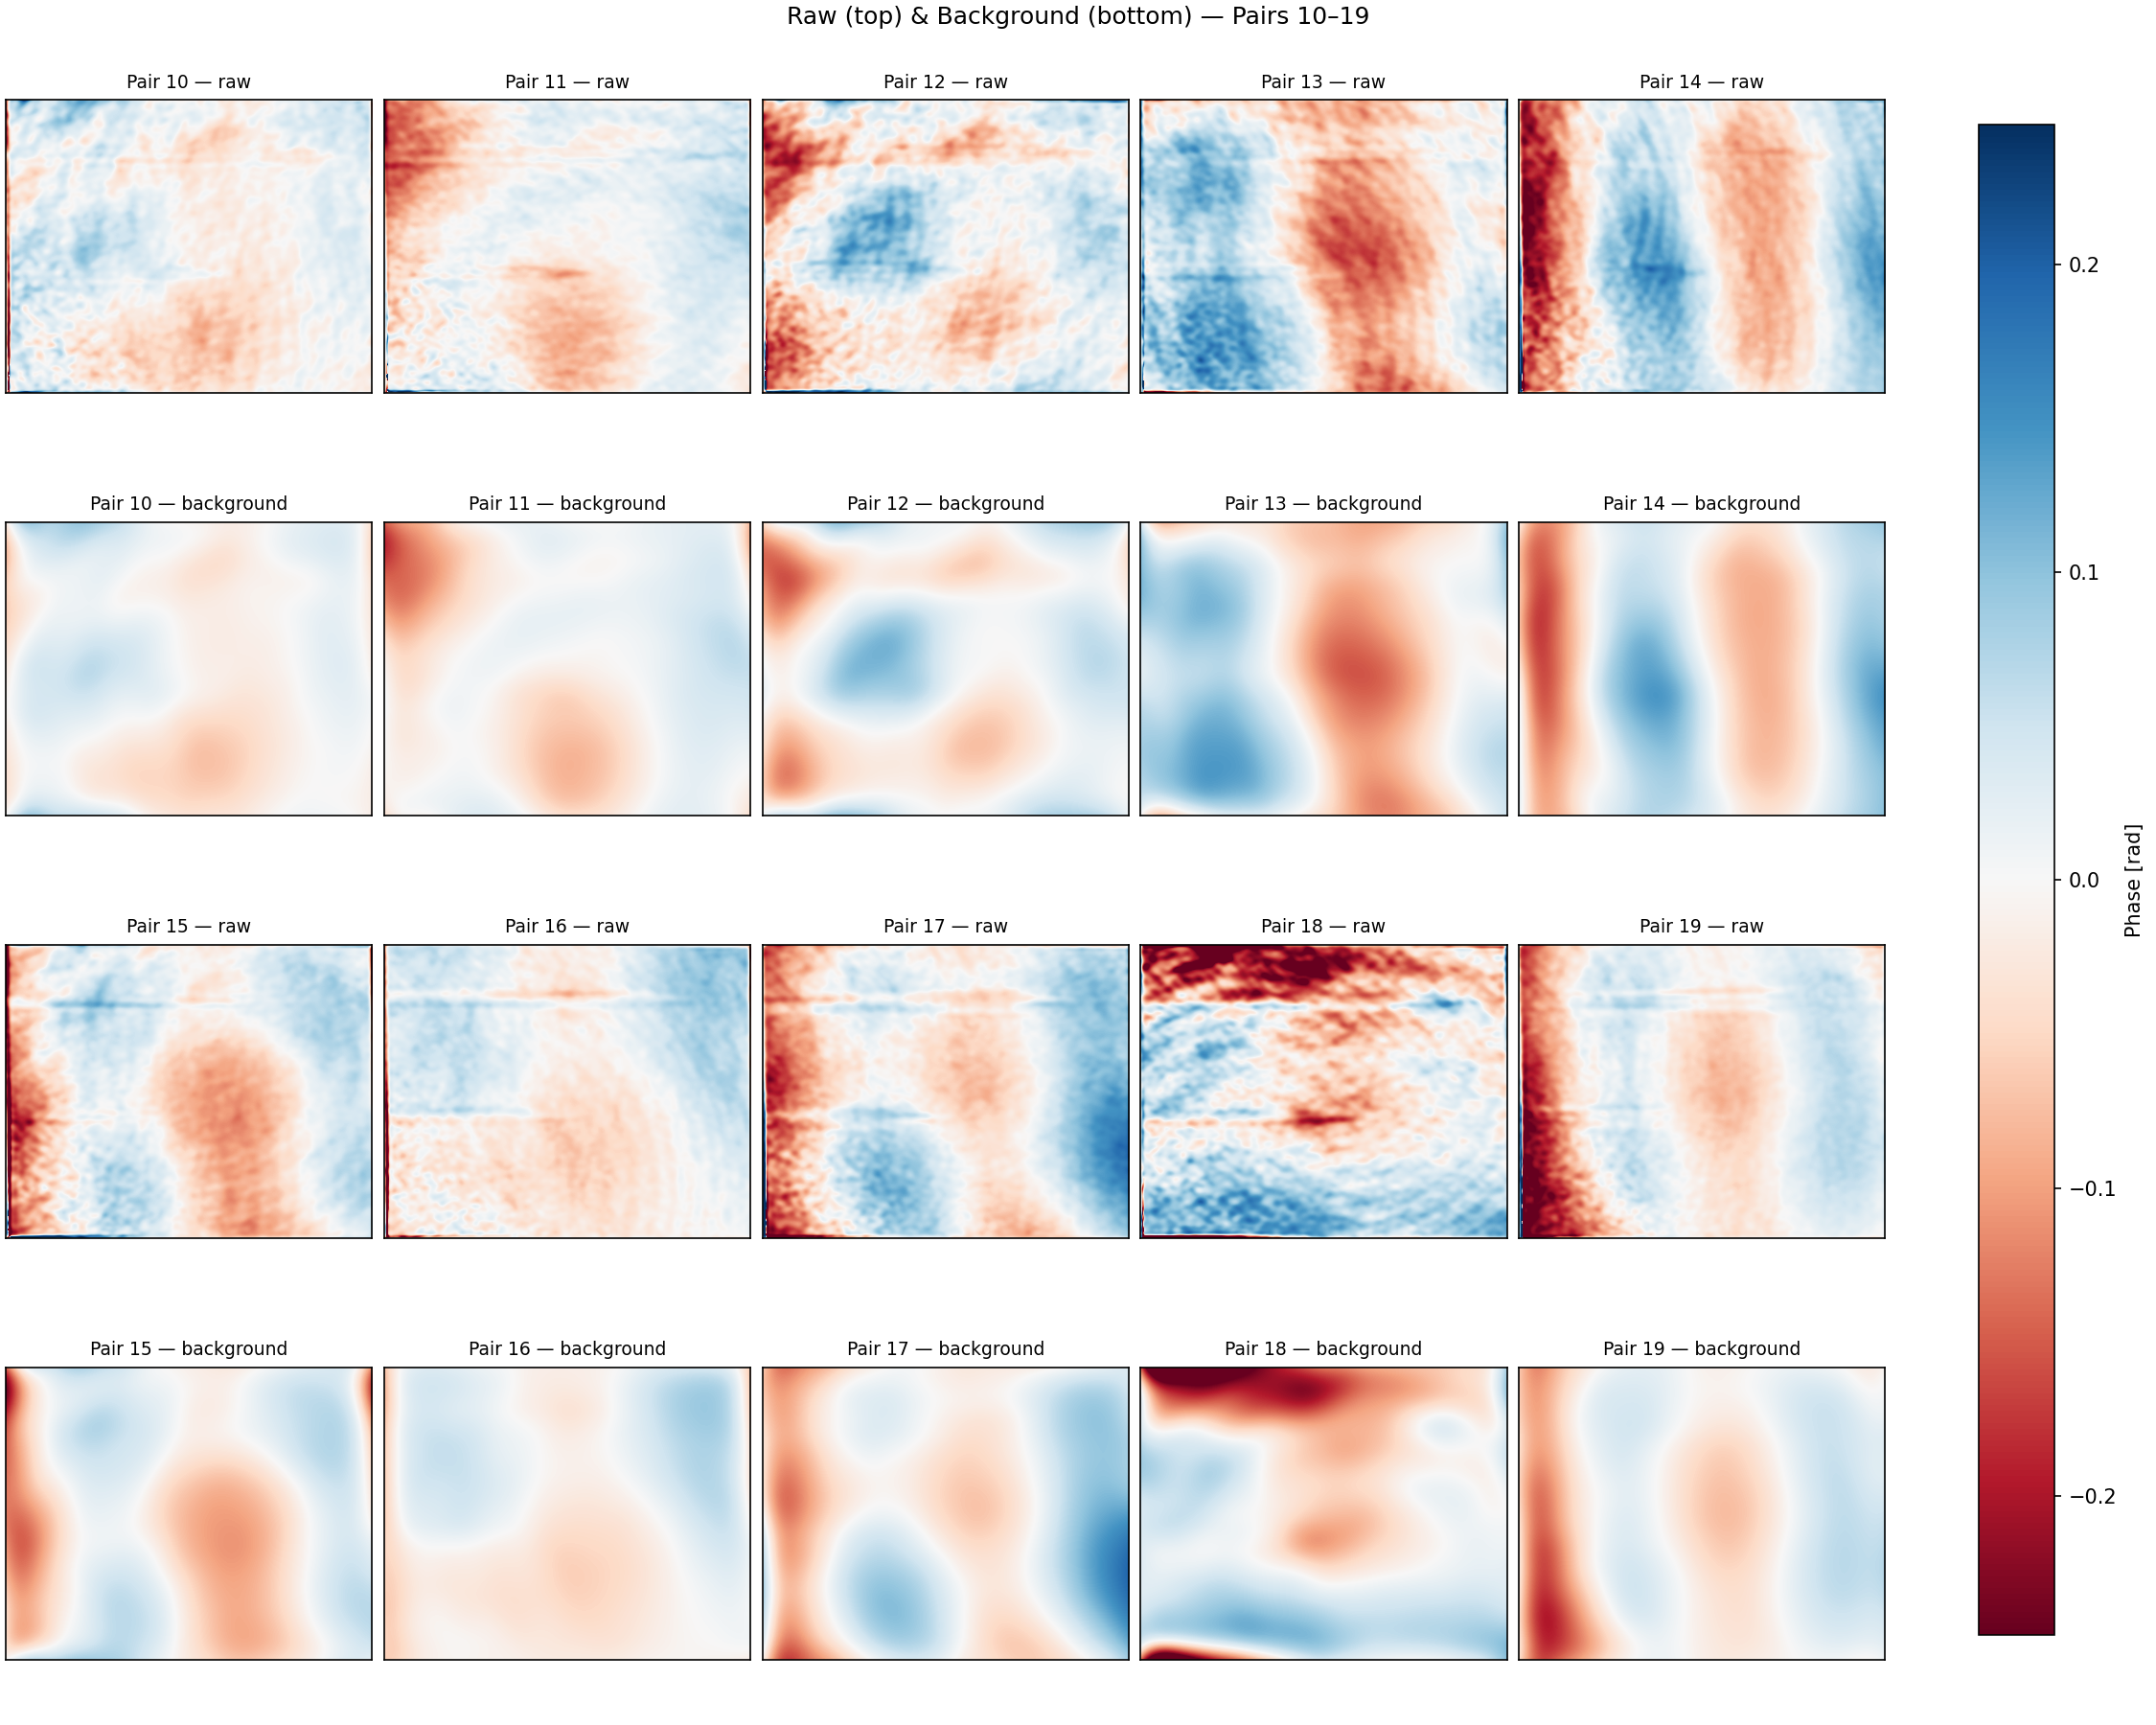 Raw (top) & Background (bottom) — Pairs 10–19
Pair 10 — raw
Pair 11 — raw
Pair 12 — raw
Pair 13 — raw
Pair 14 — raw
Pair 10 — background
Pair 11 — background
Pair 12 — background
Pair 13 — background
Pair 14 — background
Pair 15 — raw
Pair 16 — raw
Pair 17 — raw
Pair 18 — raw
Pair 19 — raw
Pair 15 — background
Pair 16 — background
Pair 17 — background
Pair 18 — background
Pair 19 — background
0.2
0.1
0.0
−0.1
−0.2
Phase [rad]